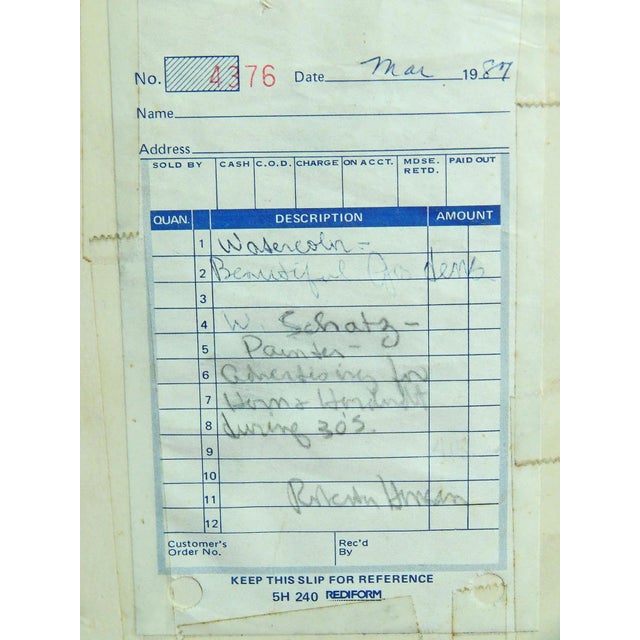 No. 4376 Date Mar 1987
Name
Address
SOLD BY CASH C.O.D. CHARGE ON ACCT. MDSE. RETD. PAID OUT
QUAN. DESCRIPTION AMOUNT
1 Watercolor -
2 Beautiful Gardens
3
4 W. Schatz -
5 Painter -
6 advertising for
7 Horn & Hardart
8 during 30's.
9
10
11 Roberta
12
Customer's Order No. Rec'd By
KEEP THIS SLIP FOR REFERENCE
5H 240 REDIFORM